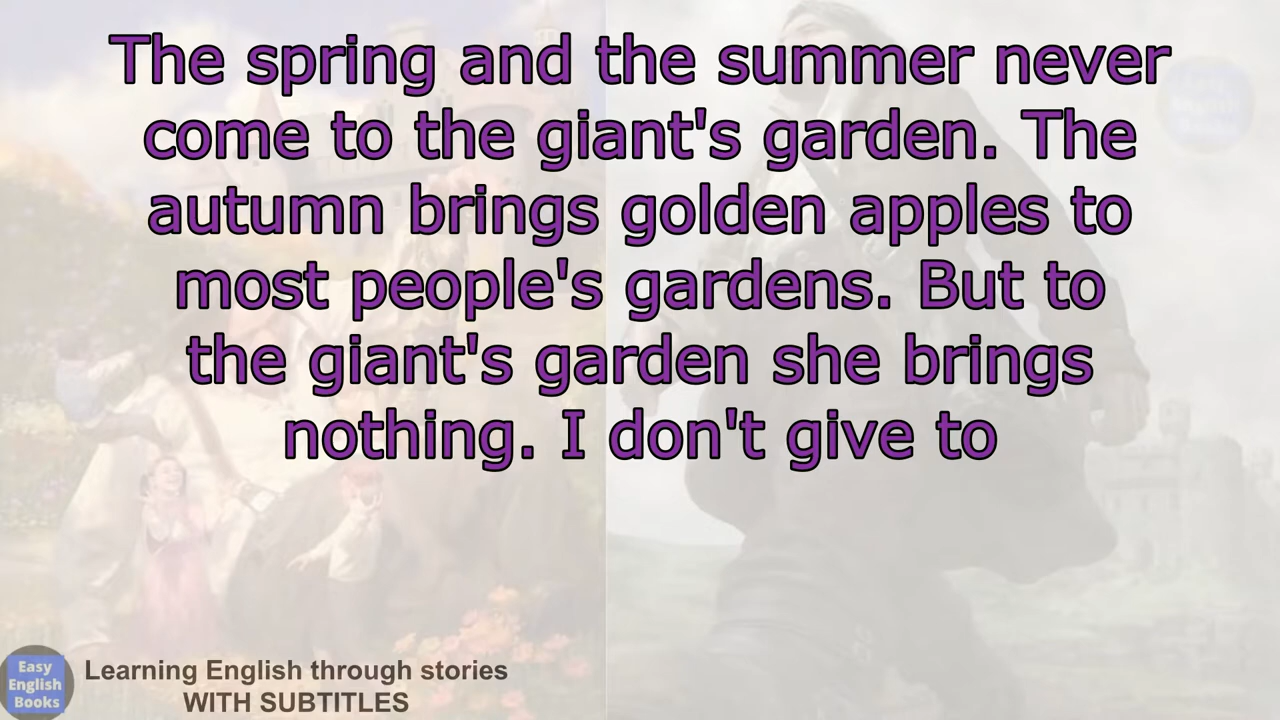 The spring and the summer never
come to the giant's garden. The
autumn brings golden apples to
most people's gardens. But to
the giant's garden she brings
nothing. I don't give to
Easy
English
Books
Learning English through stories
WITH SUBTITLES